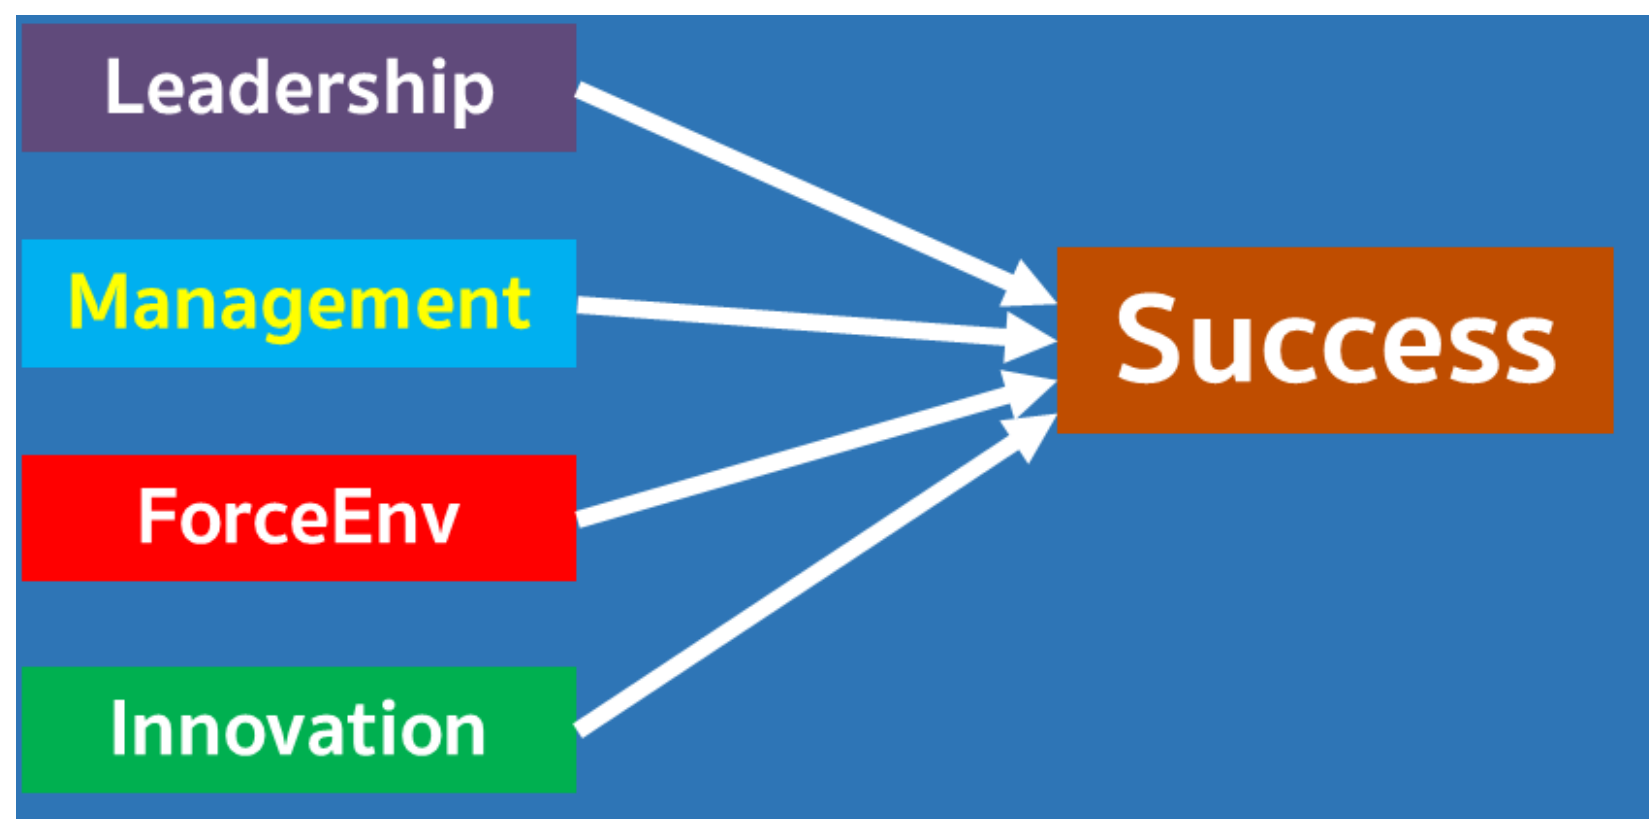 Leadership
Management
ForceEnv
Innovation
Success